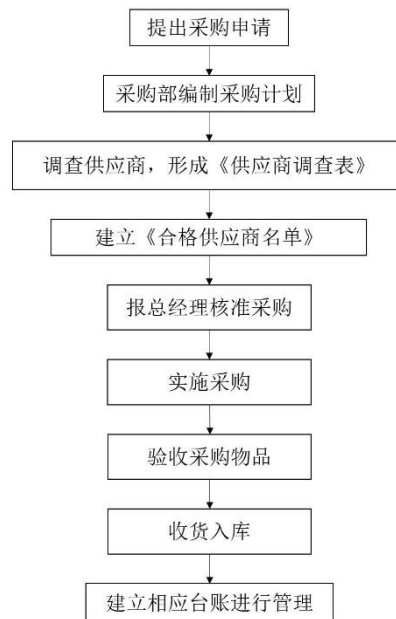 提出采购申请
采购部编制采购计划
调查供应商，形成《供应商调查表》
建立《合格供应商名单》
报总经理核准采购
实施采购
验收采购物品
收货入库
建立相应台账进行管理